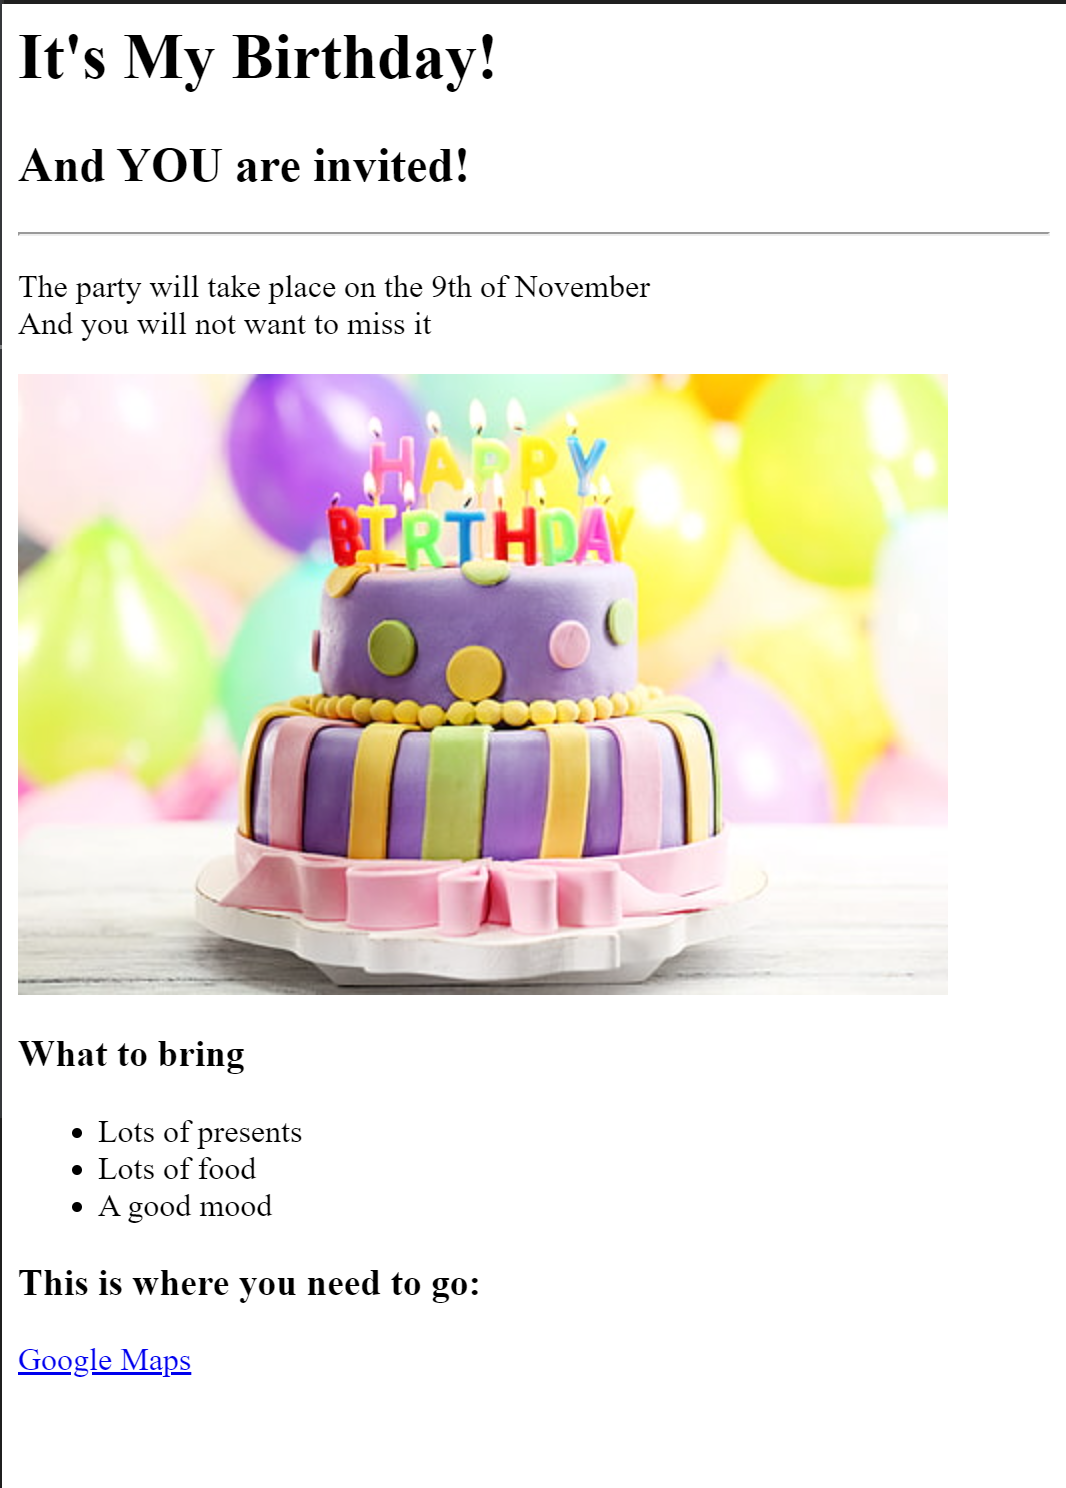 It's My Birthday!
And YOU are invited!
The party will take place on the 9th of November
And you will not want to miss it
HAPPY
BIRTHDAY
What to bring
Lots of presents
Lots of food
A good mood
This is where you need to go:
Google Maps